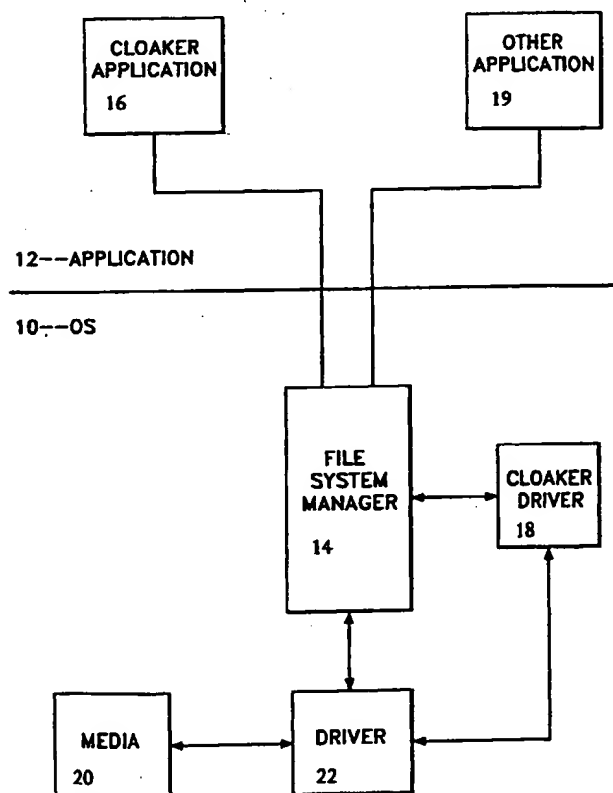 CLOAKER
APPLICATION
16
OTHER
APPLICATION
19
12--APPLICATION
10--OS
FILE
SYSTEM
MANAGER
14
CLOAKER
DRIVER
18
MEDIA
20
DRIVER
22